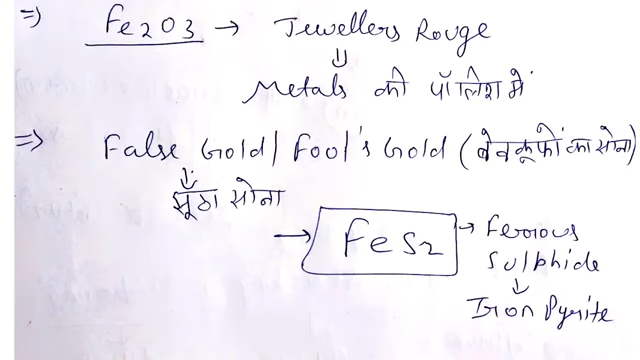 ⇒ Fe2O3 → Jewellers Rouge
⇓
Metals की पॉलिश में
⇒ False Gold/Fool's Gold (बेवकूफों का सोना)
↓
झूठा सोना
→ FeS2 → Ferrous
Sulphide
↓
Iron Pyrite